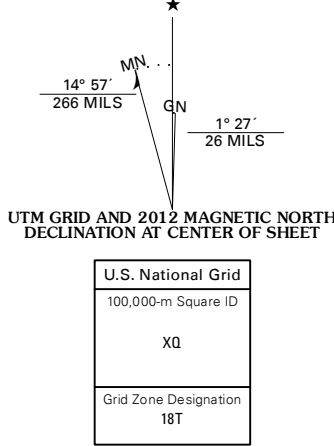 ★
MN
GN
14° 57´
266 MILS
1° 27´
26 MILS
UTM GRID AND 2012 MAGNETIC NORTH
DECLINATION AT CENTER OF SHEET
U.S. National Grid
100,000-m Square ID
XQ
Grid Zone Designation
18T